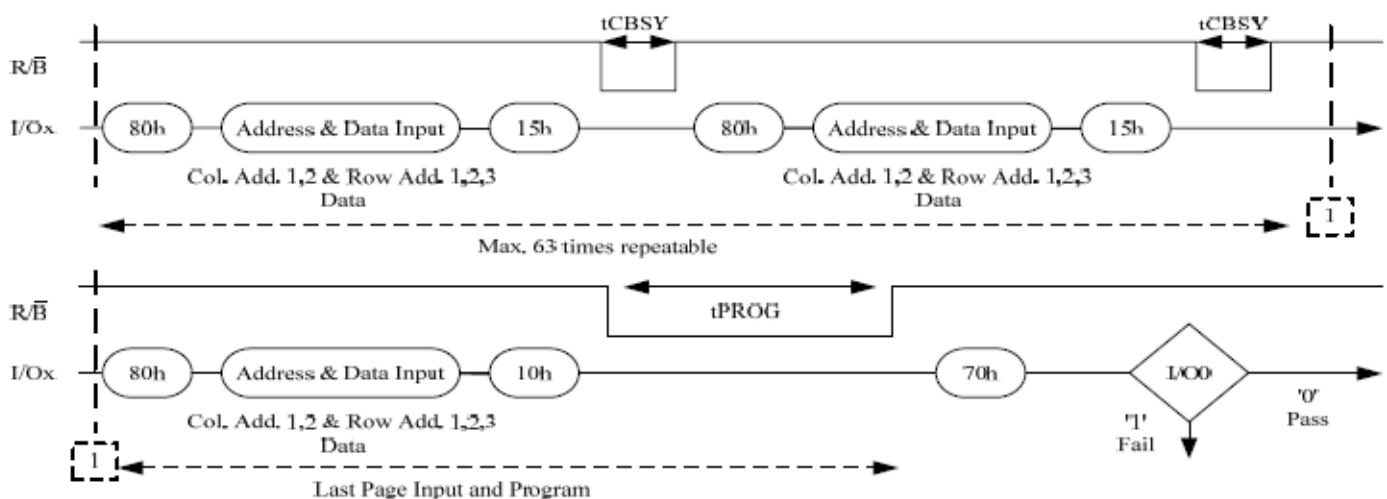 tCBSY tCBSY
R/B̅
I/Ox 80h Address & Data Input 15h 80h Address & Data Input 15h
Col. Add. 1,2 & Row Add. 1,2,3 Col. Add. 1,2 & Row Add. 1,2,3
Data Data
1
Max. 63 times repeatable
R/B̅
tPROG
I/Ox 80h Address & Data Input 10h 70h I/O0 '0'
Pass
Col. Add. 1,2 & Row Add. 1,2,3 '1'
Data Fail
1
Last Page Input and Program